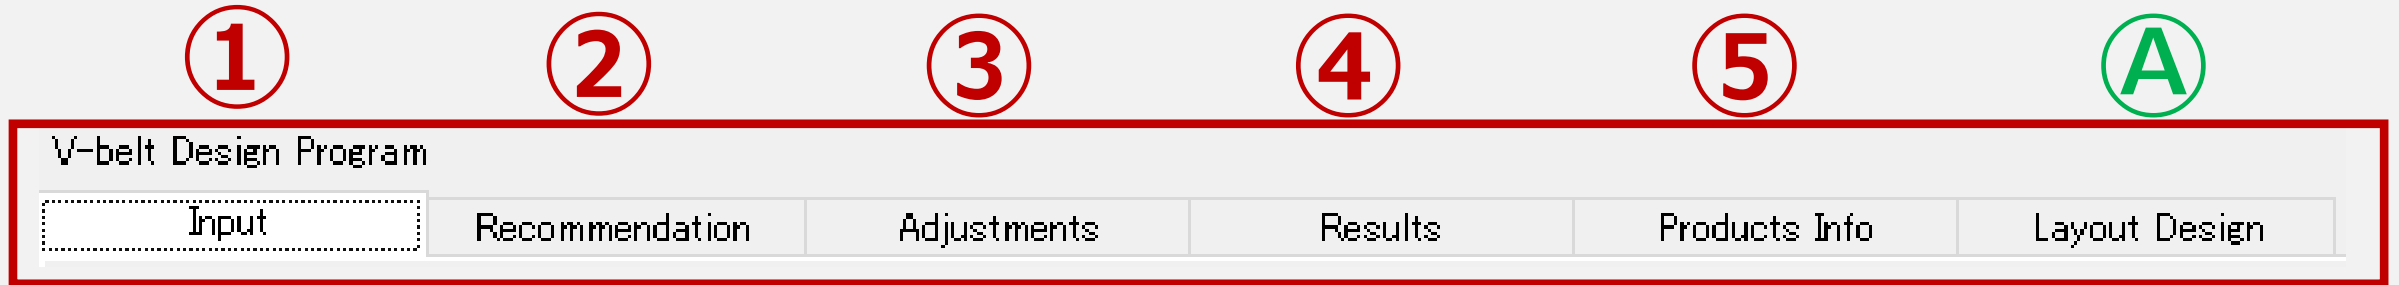 ① ② ③ ④ ⑤ Ⓐ
V-belt Design Program
Input Recommendation Adjustments Results Products Info Layout Design